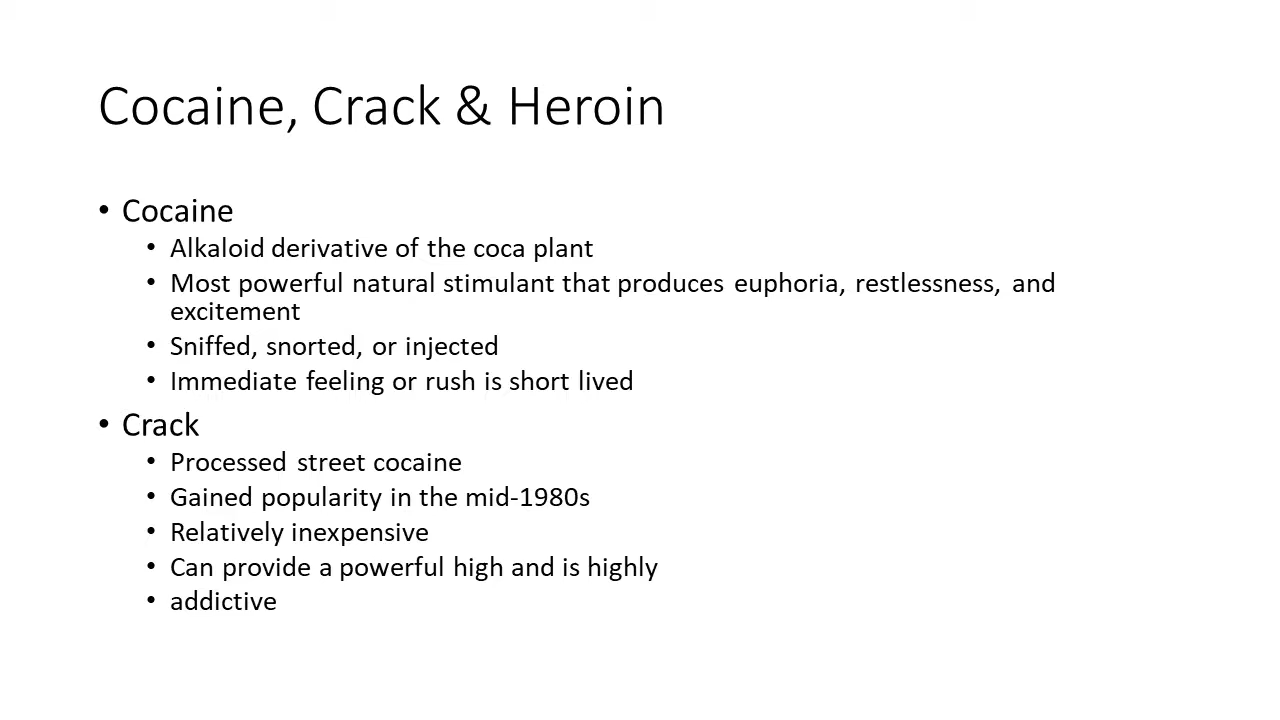 Cocaine, Crack & Heroin
• Cocaine
• Alkaloid derivative of the coca plant
• Most powerful natural stimulant that produces euphoria, restlessness, and
excitement
• Sniffed, snorted, or injected
• Immediate feeling or rush is short lived
• Crack
• Processed street cocaine
• Gained popularity in the mid-1980s
• Relatively inexpensive
• Can provide a powerful high and is highly
• addictive